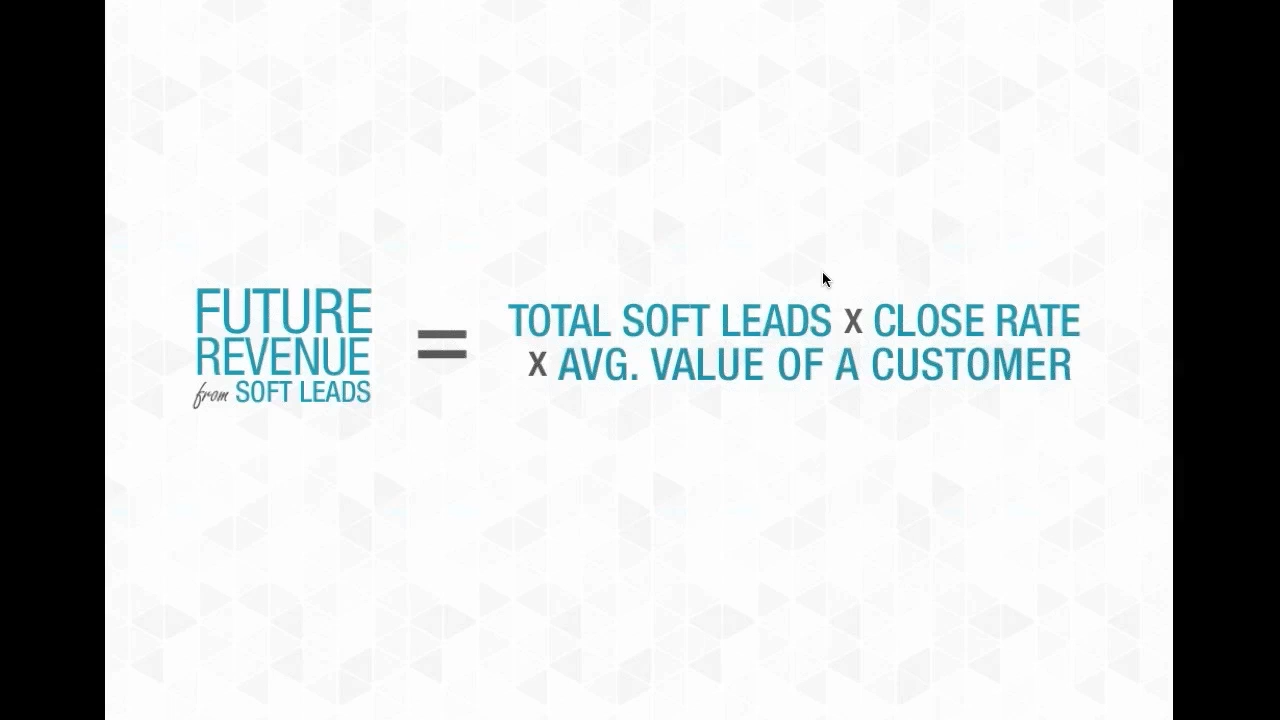 FUTURE
REVENUE
from SOFT LEADS
=
TOTAL SOFT LEADS X CLOSE RATE
X AVG. VALUE OF A CUSTOMER